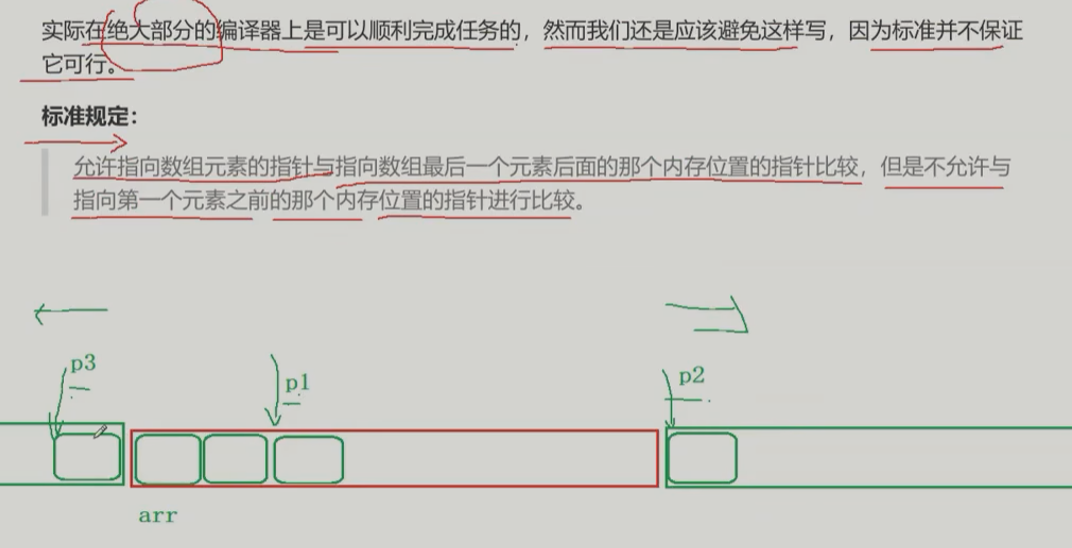 实际在绝大部分的编译器上是可以顺利完成任务的，然而我们还是应该避免这样写，因为标准并不保证
它可行。
标准规定：
允许指向数组元素的指针与指向数组最后一个元素后面的那个内存位置的指针比较，但是不允许与
指向第一个元素之前的那个内存位置的指针进行比较。
p3
p1
p2
arr